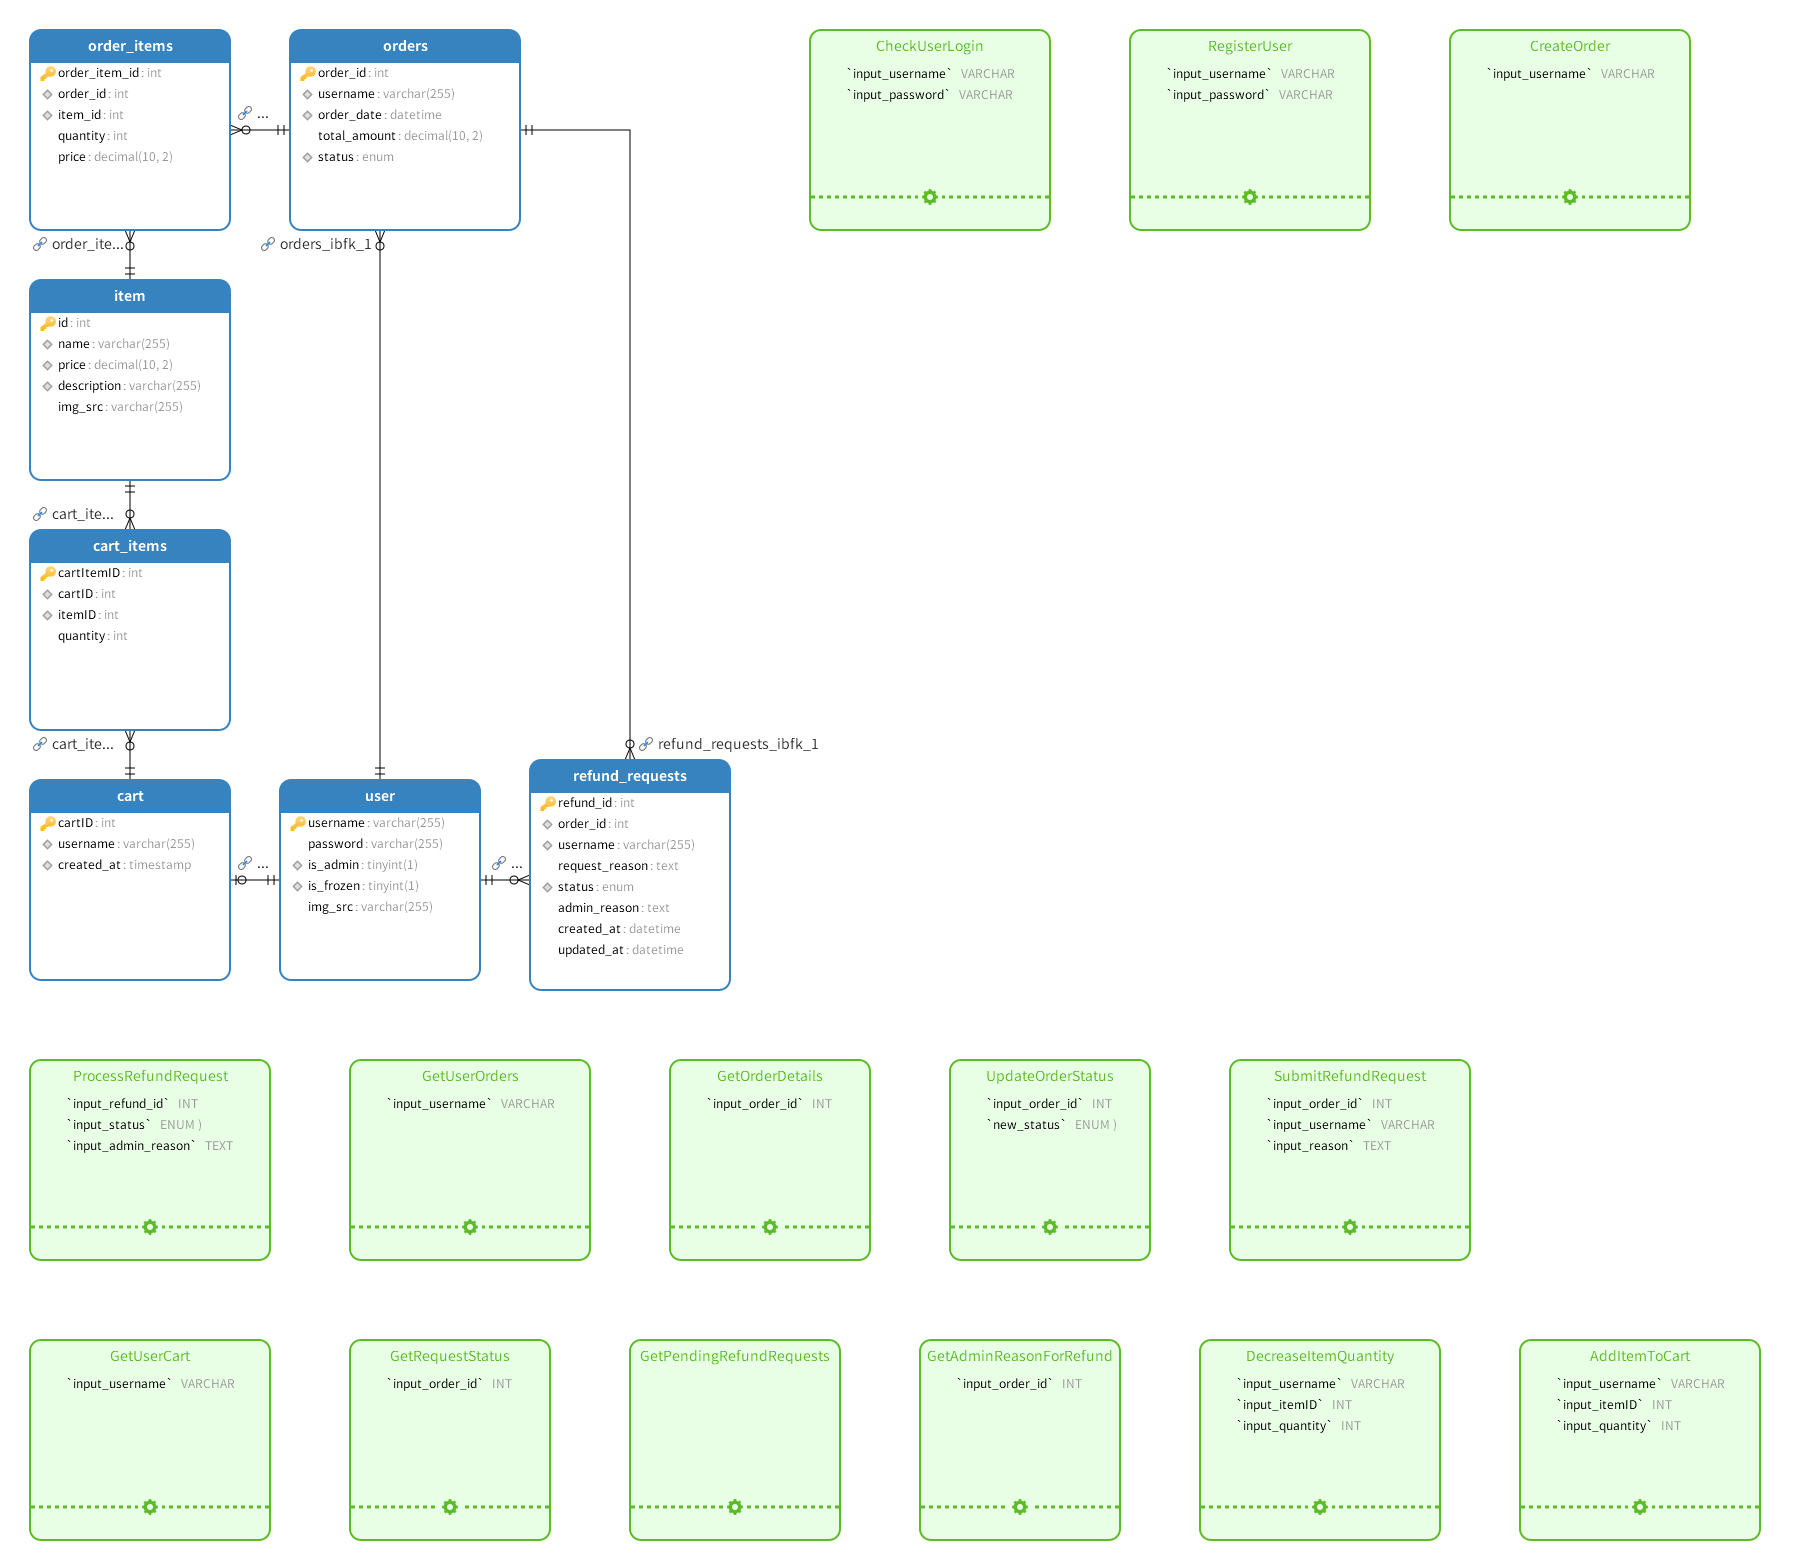 order_items
order_item_id: int
order_id: int
item_id: int
quantity: int
price: decimal(10, 2)
...
orders
order_id: int
username: varchar(255)
order_date: datetime
total_amount: decimal(10, 2)
status: enum
CheckUserLogin
`input_username` VARCHAR
`input_password` VARCHAR
RegisterUser
`input_username` VARCHAR
`input_password` VARCHAR
CreateOrder
`input_username` VARCHAR
order_ite...
orders_ibfk_1
item
id: int
name: varchar(255)
price: decimal(10, 2)
description: varchar(255)
img_src: varchar(255)
cart_ite...
cart_items
cartItemID: int
cartID: int
itemID: int
quantity: int
cart_ite...
refund_requests_ibfk_1
cart
cartID: int
username: varchar(255)
created_at: timestamp
...
user
username: varchar(255)
password: varchar(255)
is_admin: tinyint(1)
is_frozen: tinyint(1)
img_src: varchar(255)
...
refund_requests
refund_id: int
order_id: int
username: varchar(255)
request_reason: text
status: enum
admin_reason: text
created_at: datetime
updated_at: datetime
ProcessRefundRequest
`input_refund_id` INT
`input_status` ENUM )
`input_admin_reason` TEXT
GetUserOrders
`input_username` VARCHAR
GetOrderDetails
`input_order_id` INT
UpdateOrderStatus
`input_order_id` INT
`new_status` ENUM )
SubmitRefundRequest
`input_order_id` INT
`input_username` VARCHAR
`input_reason` TEXT
GetUserCart
`input_username` VARCHAR
GetRequestStatus
`input_order_id` INT
GetPendingRefundRequests
GetAdminReasonForRefund
`input_order_id` INT
DecreaseItemQuantity
`input_username` VARCHAR
`input_itemID` INT
`input_quantity` INT
AddItemToCart
`input_username` VARCHAR
`input_itemID` INT
`input_quantity` INT